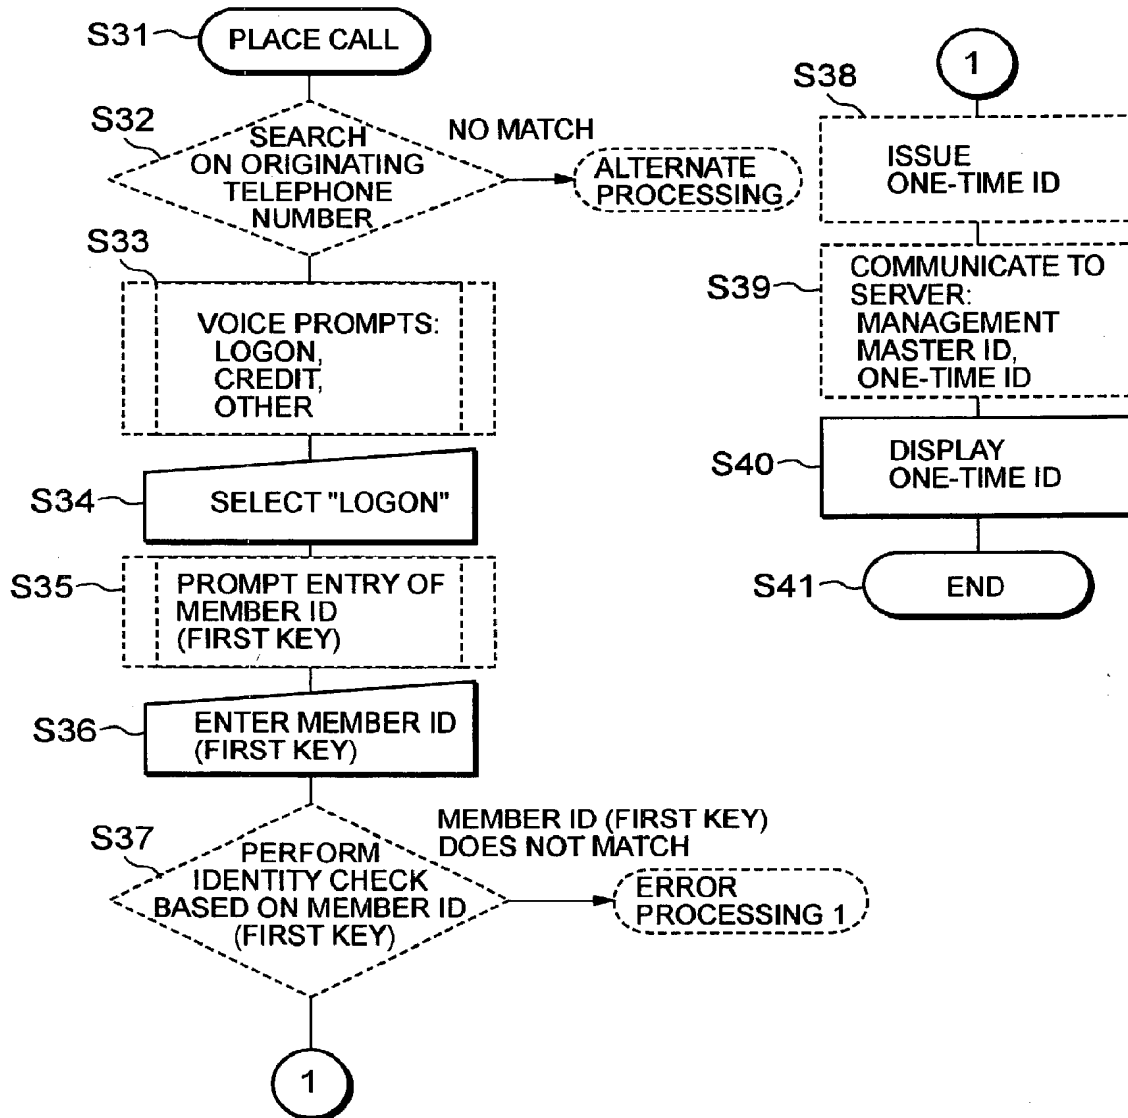 S31
PLACE CALL
S32
SEARCH
ON ORIGINATING
TELEPHONE
NUMBER
NO MATCH
ALTERNATE
PROCESSING
S33
VOICE PROMPTS:
LOGON,
CREDIT,
OTHER
S34
SELECT "LOGON"
S35
PROMPT ENTRY OF
MEMBER ID
(FIRST KEY)
S36
ENTER MEMBER ID
(FIRST KEY)
S37
PERFORM
IDENTITY CHECK
BASED ON MEMBER ID
(FIRST KEY)
MEMBER ID (FIRST KEY)
DOES NOT MATCH
ERROR
PROCESSING 1
1
1
S38
ISSUE
ONE-TIME ID
S39
COMMUNICATE TO
SERVER:
MANAGEMENT
MASTER ID,
ONE-TIME ID
S40
DISPLAY
ONE-TIME ID
S41
END